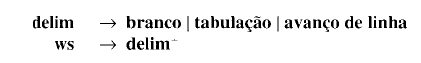 delim → branco | tabulação | avanço de linha
ws → delim⁺